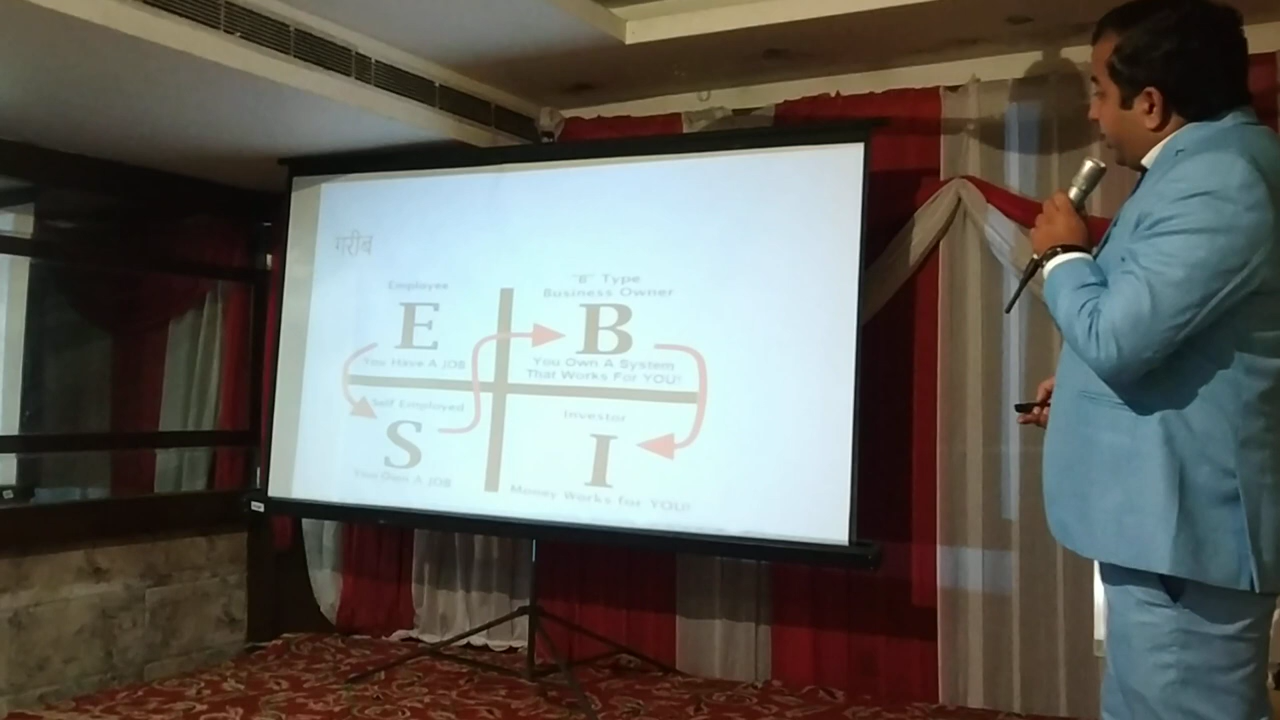 गरीब
Employee
E
You Have A JOB
"B" Type
Business Owner
B
You Own A System
That Works For YOU!
Self Employed
S
You Own A JOB
Investor
I
Money Works for YOU!